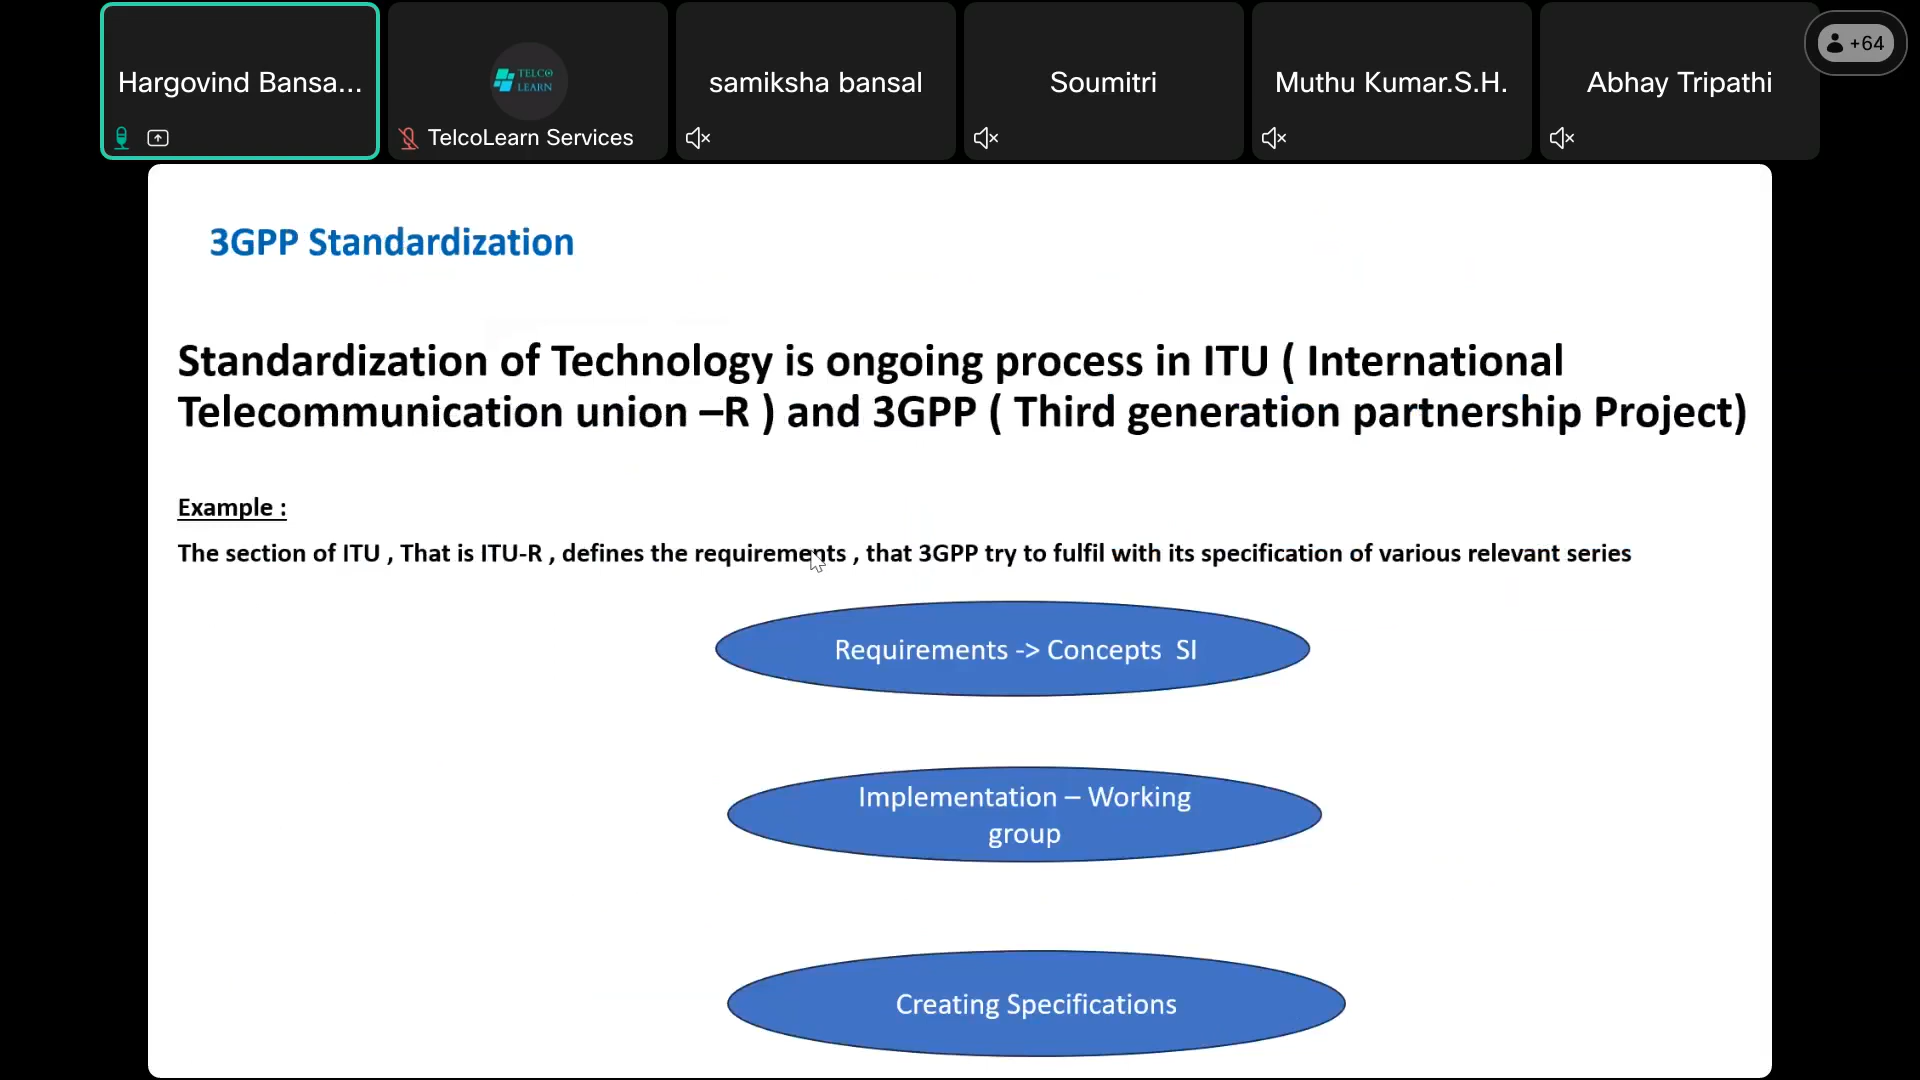 Hargovind Bansa...
TELCO
LEARN
TelcoLearn Services
samiksha bansal
Soumitri
Muthu Kumar.S.H.
Abhay Tripathi
+64
3GPP Standardization
Standardization of Technology is ongoing process in ITU ( International
Telecommunication union –R ) and 3GPP ( Third generation partnership Project)
Example :
The section of ITU , That is ITU-R , defines the requirements , that 3GPP try to fulfil with its specification of various relevant series
Requirements -> Concepts SI
Implementation – Working
group
Creating Specifications